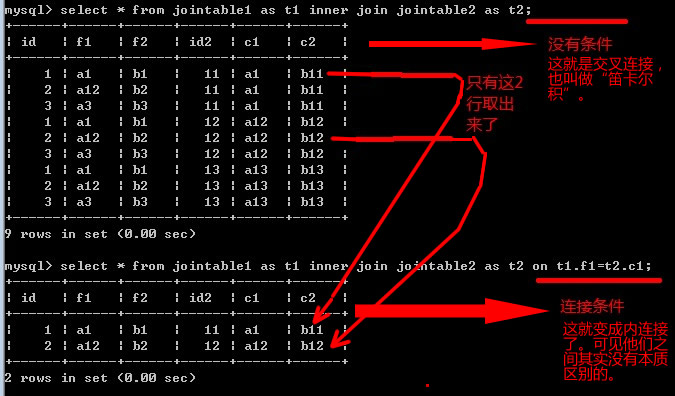 mysql> select * from jointable1 as t1 inner join jointable2 as t2;
id | f1 | f2 | id2 | c1 | c2
1 | a1 | b1 | 11 | a1 | b11
2 | a12 | b2 | 11 | a1 | b11
3 | a3 | b3 | 11 | a1 | b11
1 | a1 | b1 | 12 | a12 | b12
2 | a12 | b2 | 12 | a12 | b12
3 | a3 | b3 | 12 | a12 | b12
1 | a1 | b1 | 13 | a13 | b13
2 | a12 | b2 | 13 | a13 | b13
3 | a3 | b3 | 13 | a13 | b13
9 rows in set (0.00 sec)
没有条件
这就是交叉连接，
也叫做“笛卡尔
积”。
只有这2
行取出
来了
mysql> select * from jointable1 as t1 inner join jointable2 as t2 on t1.f1=t2.c1;
id | f1 | f2 | id2 | c1 | c2
1 | a1 | b1 | 11 | a1 | b11
2 | a12 | b2 | 12 | a12 | b12
2 rows in set (0.00 sec)
连接条件
这就变成内连接
了。可见他们之
间其实没有本质
区别的。